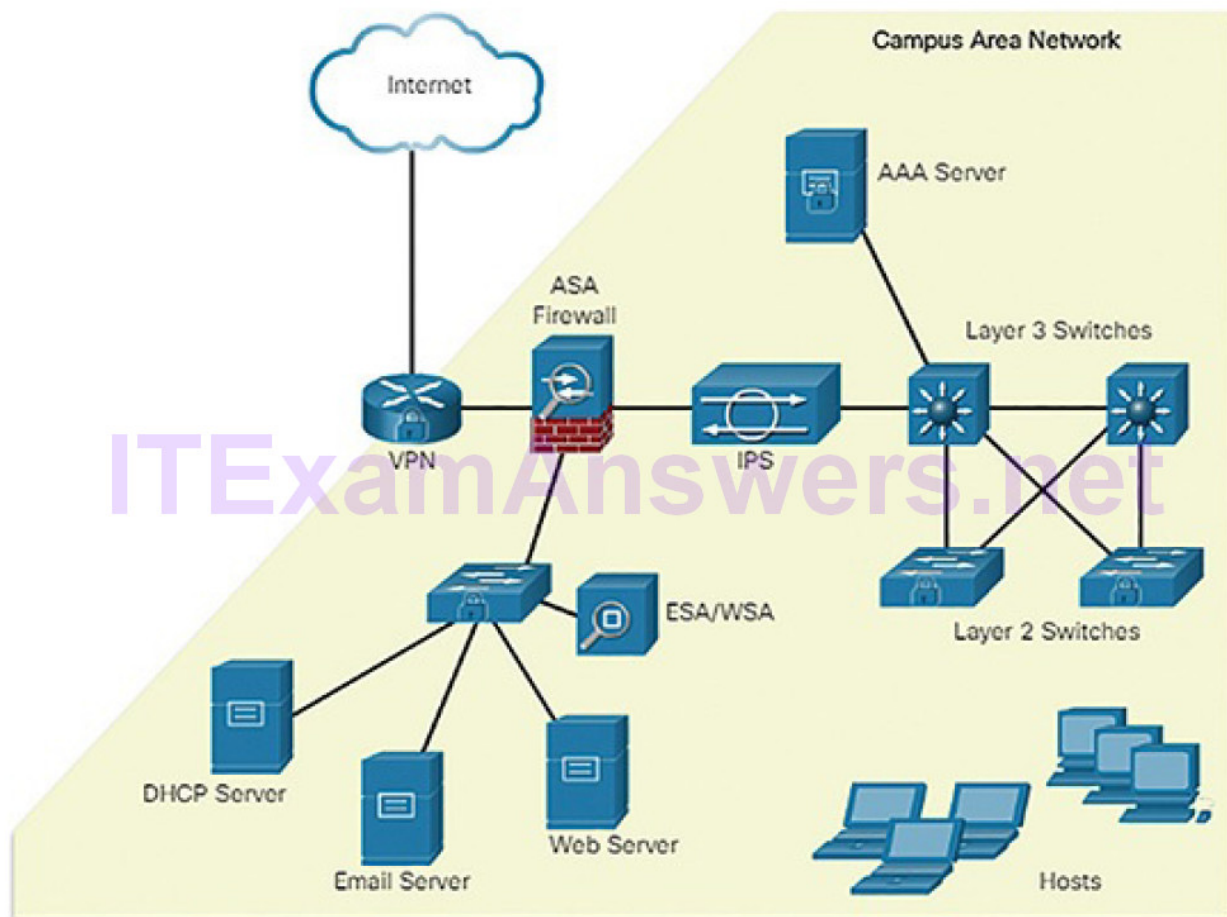 Campus Area Network
Internet
AAA Server
ASA
Firewall
Layer 3 Switches
VPN
IPS
ITExamAnswers.net
ESA/WSA
Layer 2 Switches
DHCP Server
Web Server
Email Server
Hosts